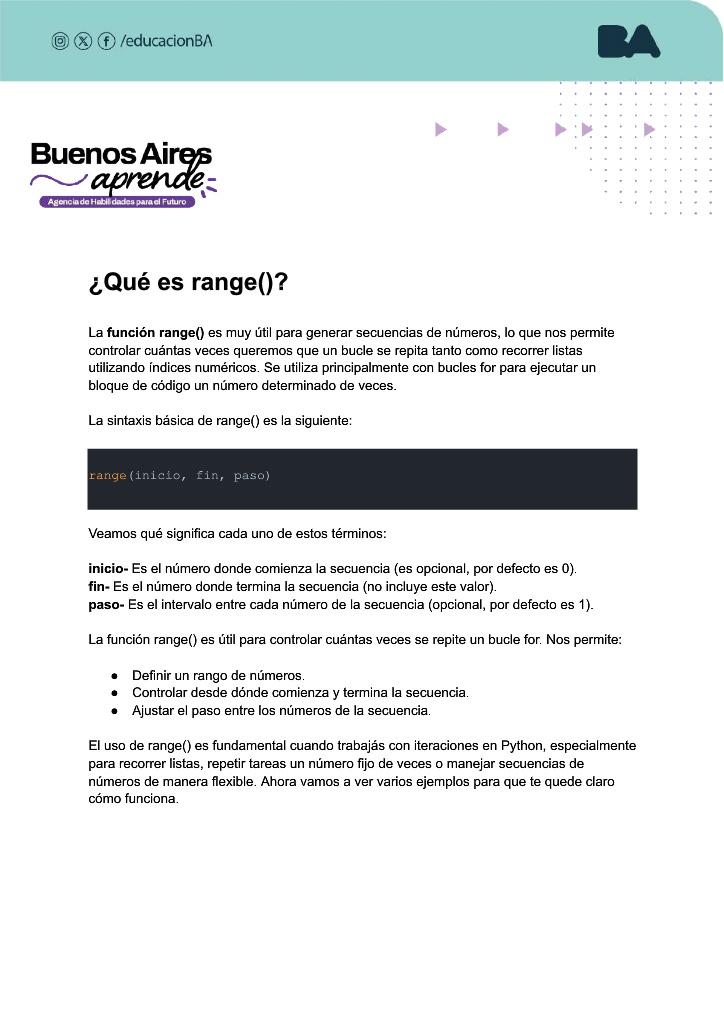 /educacionBA
BA
Buenos Aires
aprende
Agencia de Habilidades para el Futuro
¿Qué es range()?
La función range() es muy útil para generar secuencias de números, lo que nos permite
controlar cuántas veces queremos que un bucle se repita tanto como recorrer listas
utilizando índices numéricos. Se utiliza principalmente con bucles for para ejecutar un
bloque de código un número determinado de veces.
La sintaxis básica de range() es la siguiente:
range(inicio, fin, paso)
Veamos qué significa cada uno de estos términos:
inicio- Es el número donde comienza la secuencia (es opcional, por defecto es 0).
fin- Es el número donde termina la secuencia (no incluye este valor).
paso- Es el intervalo entre cada número de la secuencia (opcional, por defecto es 1).
La función range() es útil para controlar cuántas veces se repite un bucle for. Nos permite:
● Definir un rango de números.
● Controlar desde dónde comienza y termina la secuencia.
● Ajustar el paso entre los números de la secuencia.
El uso de range() es fundamental cuando trabajás con iteraciones en Python, especialmente
para recorrer listas, repetir tareas un número fijo de veces o manejar secuencias de
números de manera flexible. Ahora vamos a ver varios ejemplos para que te quede claro
cómo funciona.